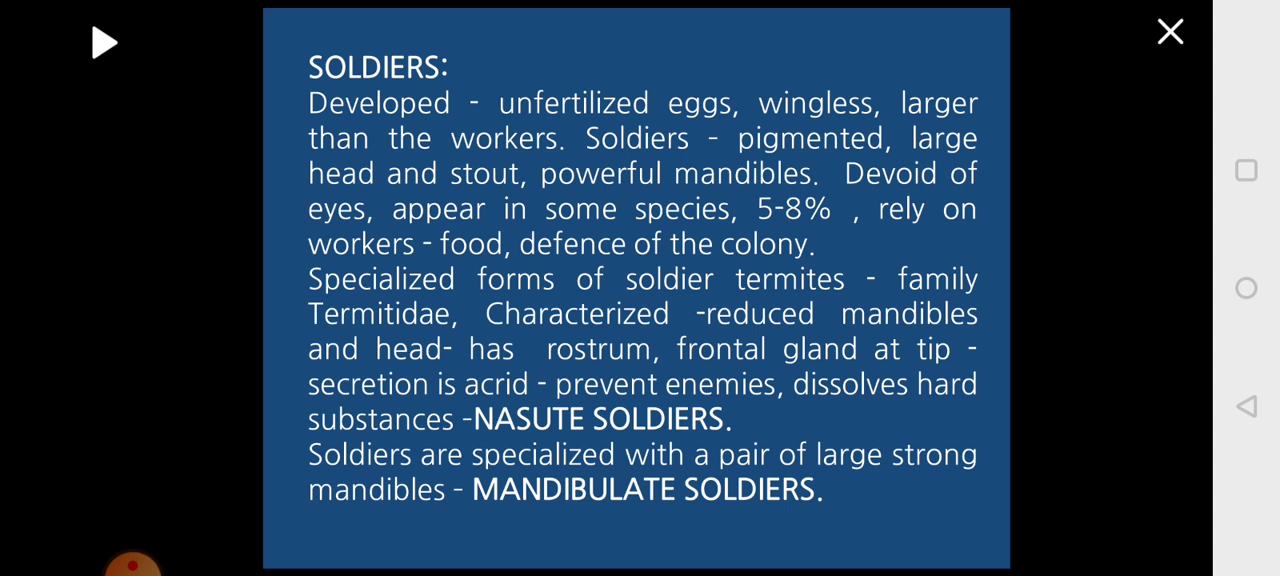 SOLDIERS:
Developed - unfertilized eggs, wingless, larger
than the workers. Soldiers - pigmented, large
head and stout, powerful mandibles. Devoid of
eyes, appear in some species, 5-8% , rely on
workers - food, defence of the colony.
Specialized forms of soldier termites - family
Termitidae, Characterized -reduced mandibles
and head- has rostrum, frontal gland at tip -
secretion is acrid - prevent enemies, dissolves hard
substances -NASUTE SOLDIERS.
Soldiers are specialized with a pair of large strong
mandibles - MANDIBULATE SOLDIERS.